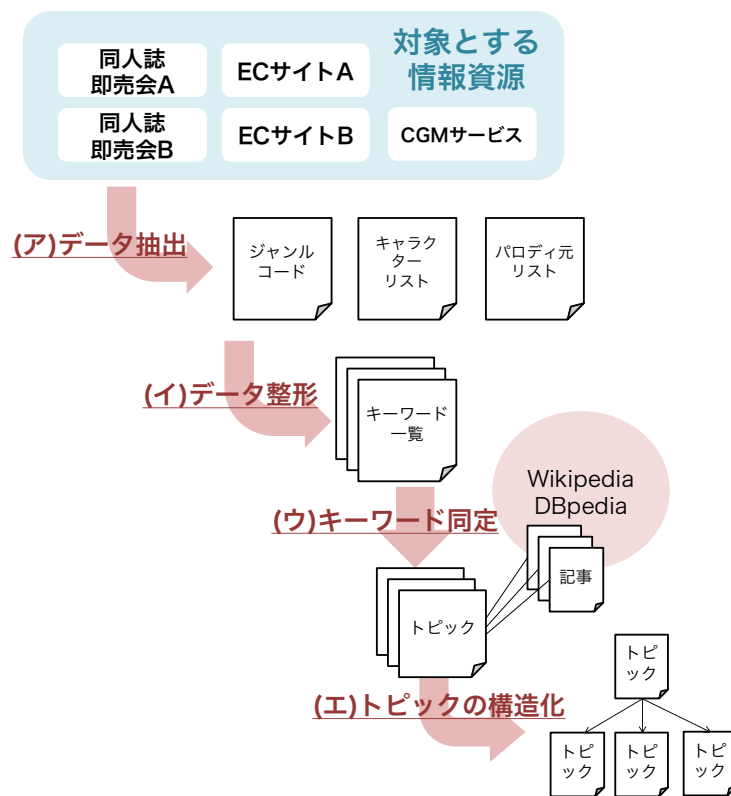 対象とする
情報資源
同人誌
即売会A
ECサイトA
同人誌
即売会B
ECサイトB
CGMサービス
(ア)データ抽出
ジャンル
コード
キャラク
ター
リスト
パロディ元
リスト
(イ)データ整形
キーワード
一覧
Wikipedia
DBpedia
(ウ)キーワード同定
記事
トピック
(エ)トピックの構造化
トピ
ック
トピ
ック
トピ
ック
トピ
ック